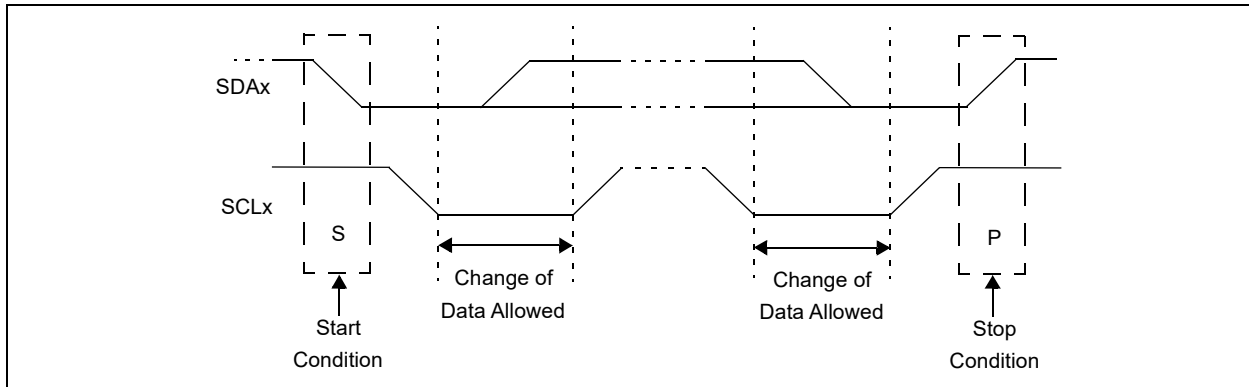 SDAx
SCLx
S
P
Change of
Data Allowed
Change of
Data Allowed
Start
Condition
Stop
Condition